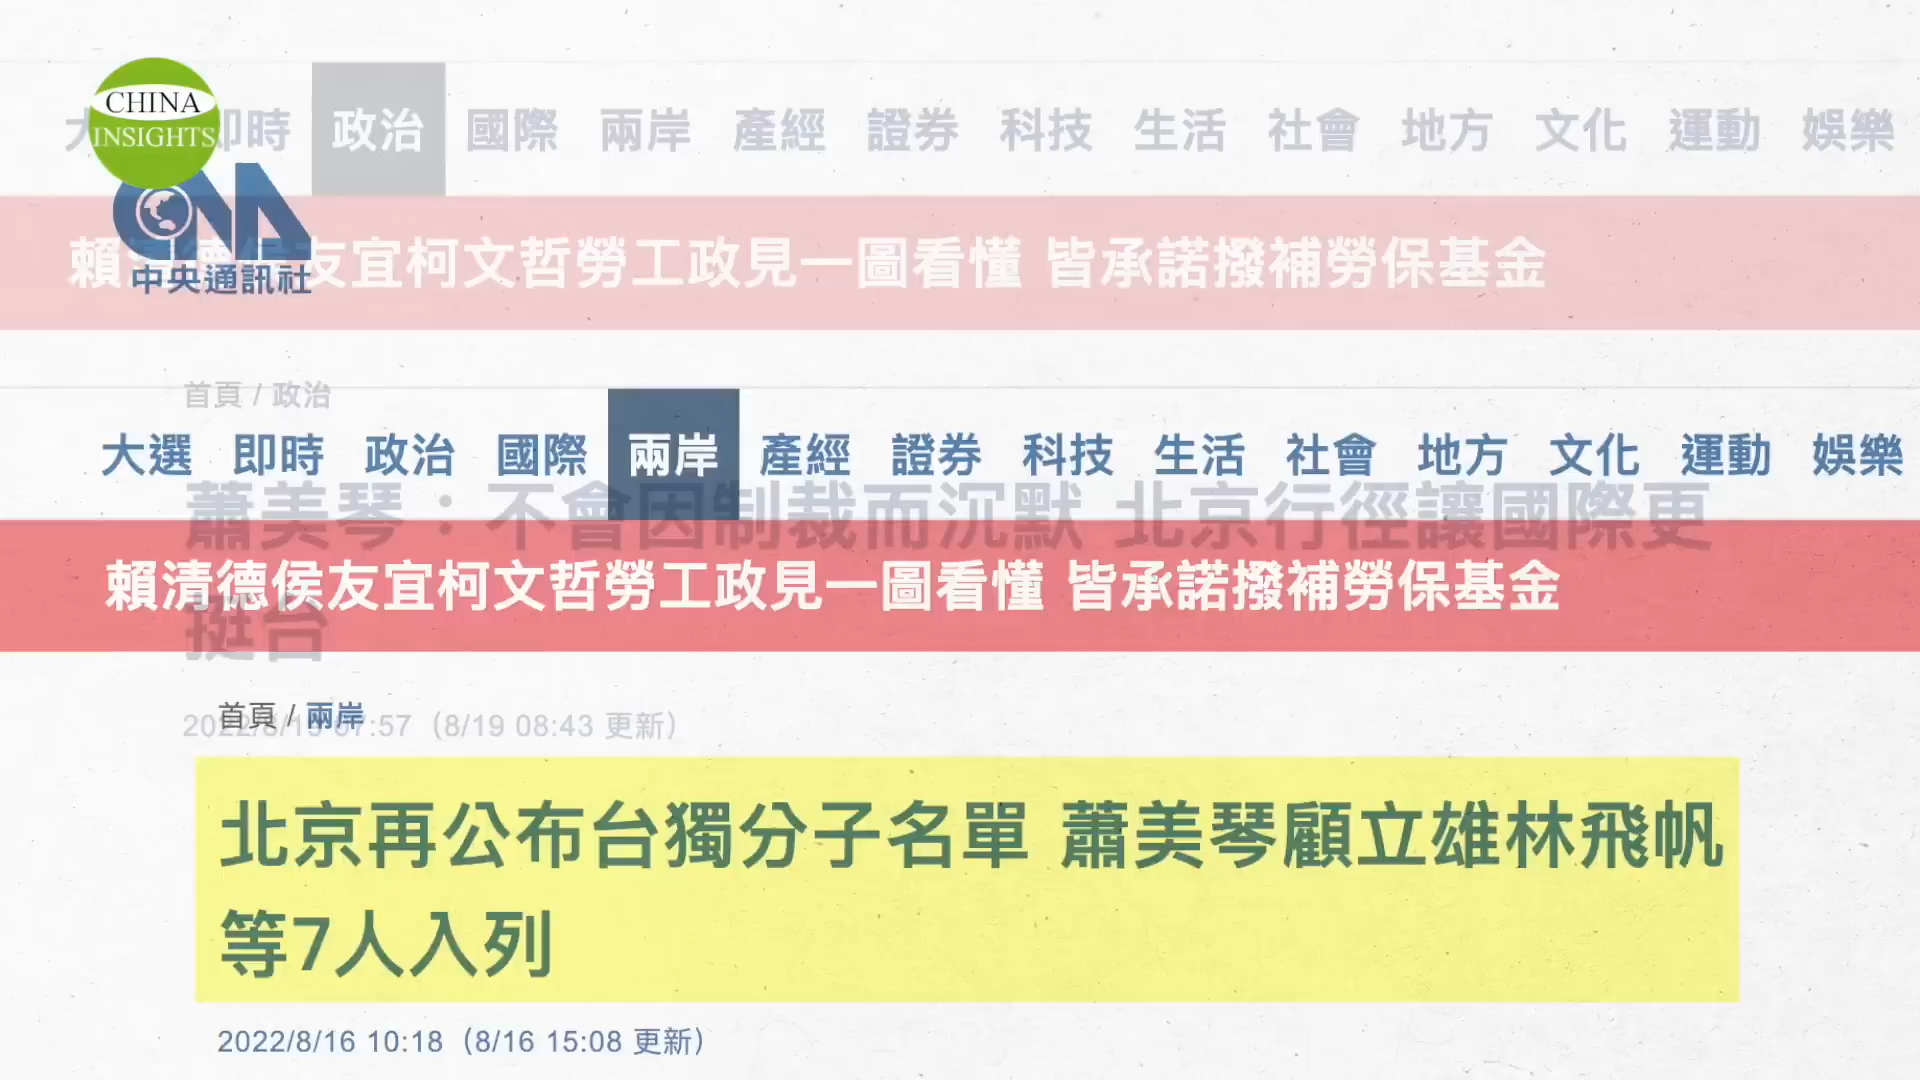 CHINA
INSIGHTS
大 即時 政治 國際 兩岸 產經 證券 科技 生活 社會 地方 文化 運動 娛樂
CNA
中央通訊社
賴清德侯友宜柯文哲勞工政見一圖看懂 皆承諾撥補勞保基金
首頁 / 政治
大選 即時 政治 國際 兩岸 產經 證券 科技 生活 社會 地方 文化 運動 娛樂
蕭美琴：不會因制裁而沉默 北京行徑讓國際更
挺台
賴清德侯友宜柯文哲勞工政見一圖看懂 皆承諾撥補勞保基金
首頁 / 兩岸
(8/19 08:43 更新)
北京再公布台獨分子名單 蕭美琴顧立雄林飛帆
等7人入列
2022/8/16 10:18 (8/16 15:08 更新)